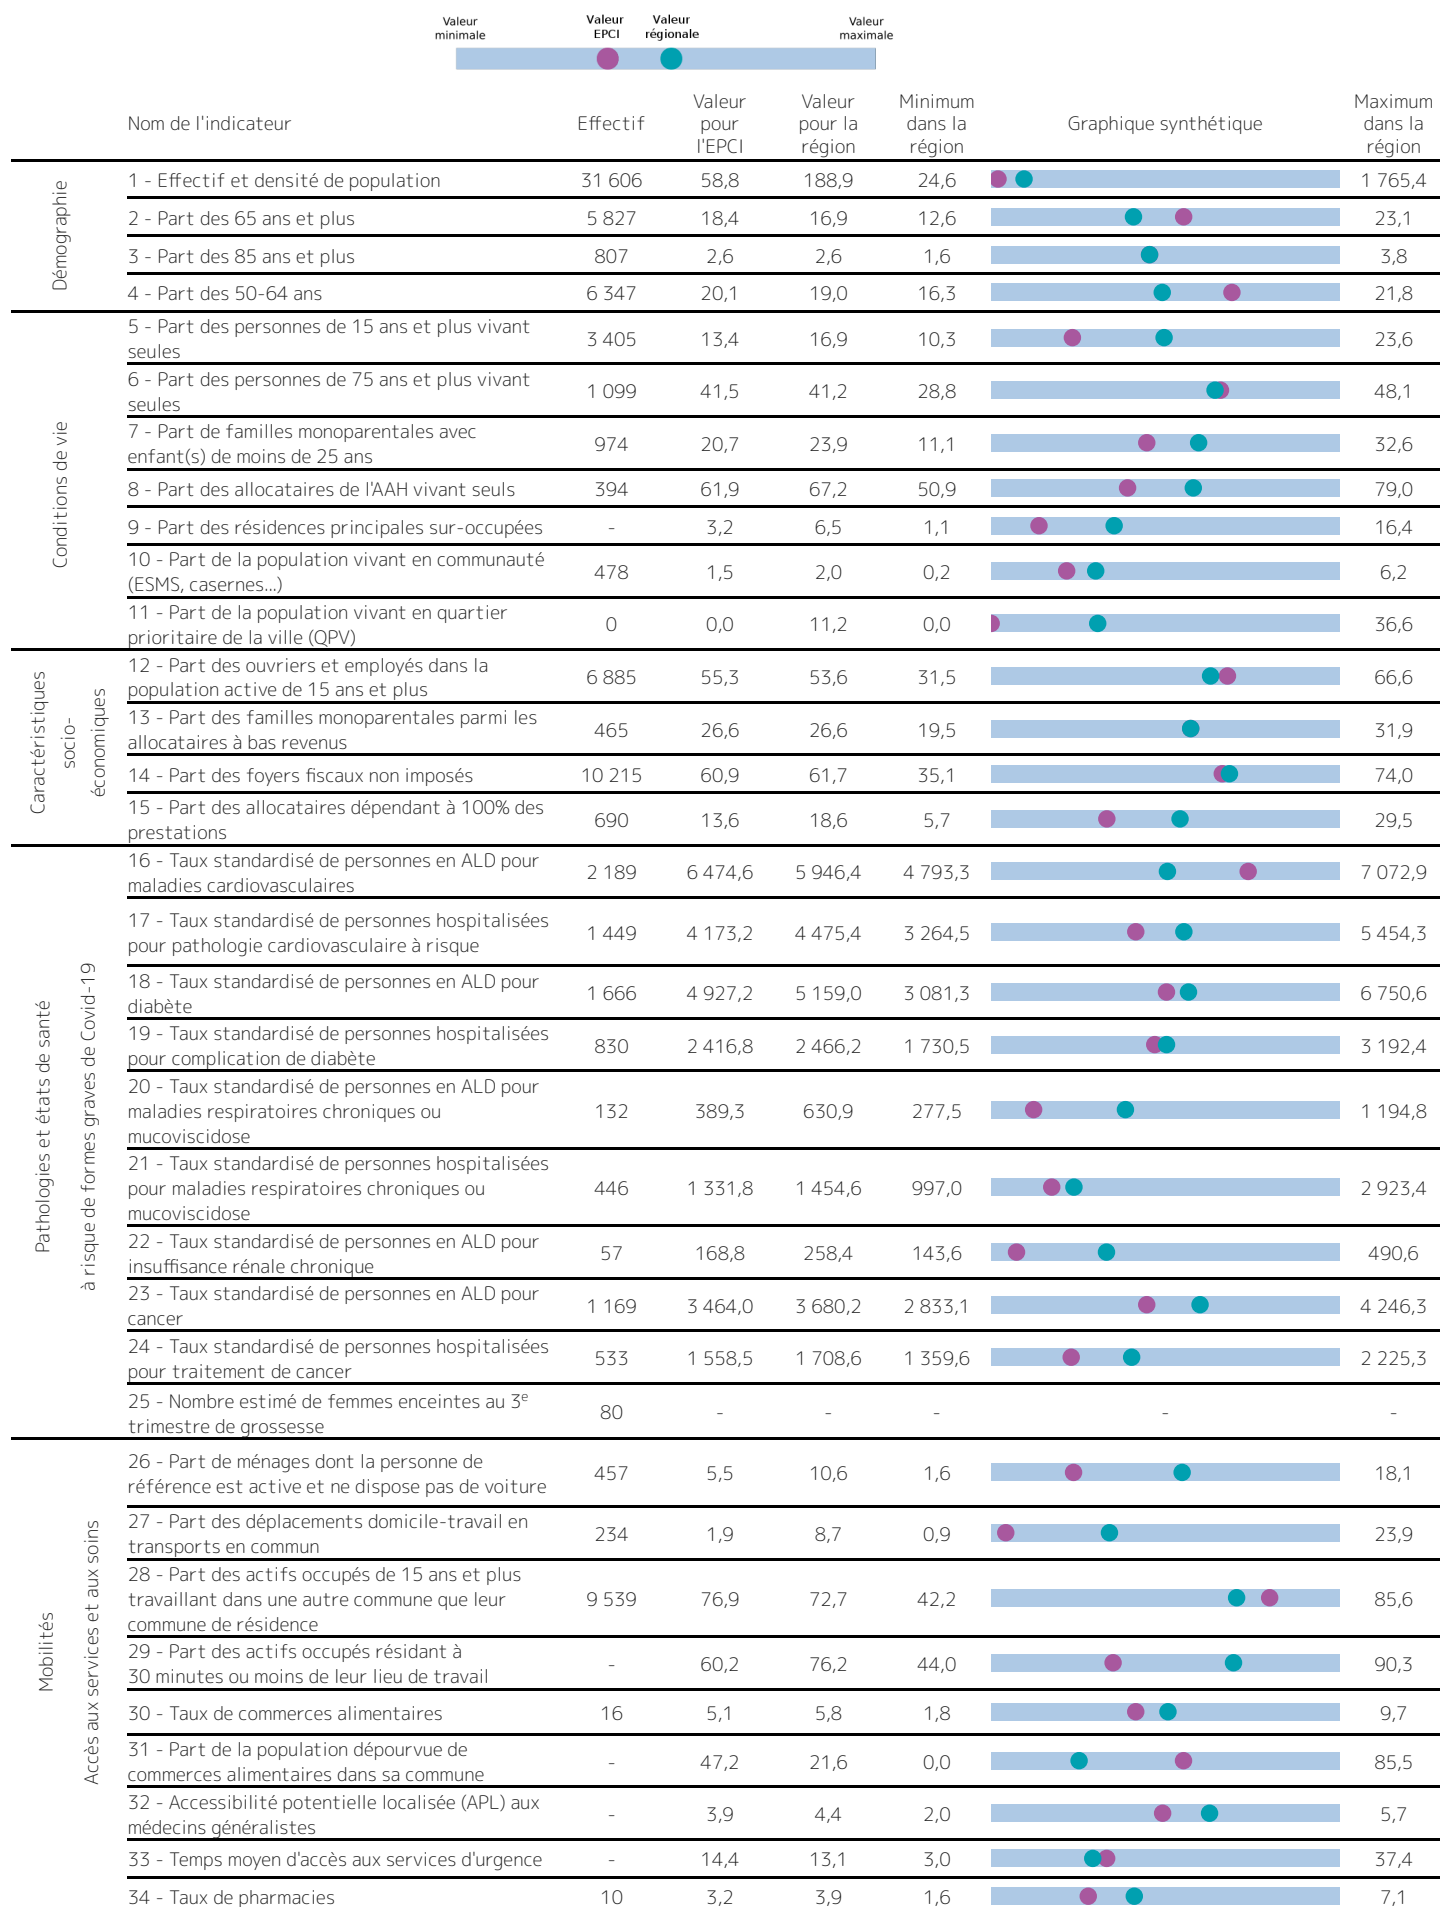 Valeur minimale
Valeur EPCI
Valeur régionale
Valeur maximale
Nom de l'indicateur
Effectif
Valeur pour l'EPCI
Valeur pour la région
Minimum dans la région
Graphique synthétique
Maximum dans la région
Démographie
1 - Effectif et densité de population 31 606 58,8 188,9 24,6 1 765,4
2 - Part des 65 ans et plus 5 827 18,4 16,9 12,6 23,1
3 - Part des 85 ans et plus 807 2,6 2,6 1,6 3,8
4 - Part des 50-64 ans 6 347 20,1 19,0 16,3 21,8
Conditions de vie
5 - Part des personnes de 15 ans et plus vivant
seules 3 405 13,4 16,9 10,3 23,6
6 - Part des personnes de 75 ans et plus vivant
seules 1 099 41,5 41,2 28,8 48,1
7 - Part de familles monoparentales avec
enfant(s) de moins de 25 ans 974 20,7 23,9 11,1 32,6
8 - Part des allocataires de l'AAH vivant seuls 394 61,9 67,2 50,9 79,0
9 - Part des résidences principales sur-occupées - 3,2 6,5 1,1 16,4
10 - Part de la population vivant en communauté
(ESMS, casernes...) 478 1,5 2,0 0,2 6,2
11 - Part de la population vivant en quartier
prioritaire de la ville (QPV) 0 0,0 11,2 0,0 36,6
Caractéristiques
socio-
économiques
12 - Part des ouvriers et employés dans la
population active de 15 ans et plus 6 885 55,3 53,6 31,5 66,6
13 - Part des familles monoparentales parmi les
allocataires à bas revenus 465 26,6 26,6 19,5 31,9
14 - Part des foyers fiscaux non imposés 10 215 60,9 61,7 35,1 74,0
15 - Part des allocataires dépendant à 100% des
prestations 690 13,6 18,6 5,7 29,5
Pathologies et états de santé
à risque de formes graves de Covid-19
16 - Taux standardisé de personnes en ALD pour
maladies cardiovasculaires 2 189 6 474,6 5 946,4 4 793,3 7 072,9
17 - Taux standardisé de personnes hospitalisées
pour pathologie cardiovasculaire à risque 1 449 4 173,2 4 475,4 3 264,5 5 454,3
18 - Taux standardisé de personnes en ALD pour
diabète 1 666 4 927,2 5 159,0 3 081,3 6 750,6
19 - Taux standardisé de personnes hospitalisées
pour complication de diabète 830 2 416,8 2 466,2 1 730,5 3 192,4
20 - Taux standardisé de personnes en ALD pour
maladies respiratoires chroniques ou
mucoviscidose 132 389,3 630,9 277,5 1 194,8
21 - Taux standardisé de personnes hospitalisées
pour maladies respiratoires chroniques ou
mucoviscidose 446 1 331,8 1 454,6 997,0 2 923,4
22 - Taux standardisé de personnes en ALD pour
insuffisance rénale chronique 57 168,8 258,4 143,6 490,6
23 - Taux standardisé de personnes en ALD pour
cancer 1 169 3 464,0 3 680,2 2 833,1 4 246,3
24 - Taux standardisé de personnes hospitalisées
pour traitement de cancer 533 1 558,5 1 708,6 1 359,6 2 225,3
25 - Nombre estimé de femmes enceintes au 3e
trimestre de grossesse 80 - - - - -
Mobilités
Accès aux services et aux soins
26 - Part de ménages dont la personne de
référence est active et ne dispose pas de voiture 457 5,5 10,6 1,6 18,1
27 - Part des déplacements domicile-travail en
transports en commun 234 1,9 8,7 0,9 23,9
28 - Part des actifs occupés de 15 ans et plus
travaillant dans une autre commune que leur
commune de résidence 9 539 76,9 72,7 42,2 85,6
29 - Part des actifs occupés résidant à
30 minutes ou moins de leur lieu de travail - 60,2 76,2 44,0 90,3
30 - Taux de commerces alimentaires 16 5,1 5,8 1,8 9,7
31 - Part de la population dépourvue de
commerces alimentaires dans sa commune - 47,2 21,6 0,0 85,5
32 - Accessibilité potentielle localisée (APL) aux
médecins généralistes - 3,9 4,4 2,0 5,7
33 - Temps moyen d'accès aux services d'urgence - 14,4 13,1 3,0 37,4
34 - Taux de pharmacies 10 3,2 3,9 1,6 7,1